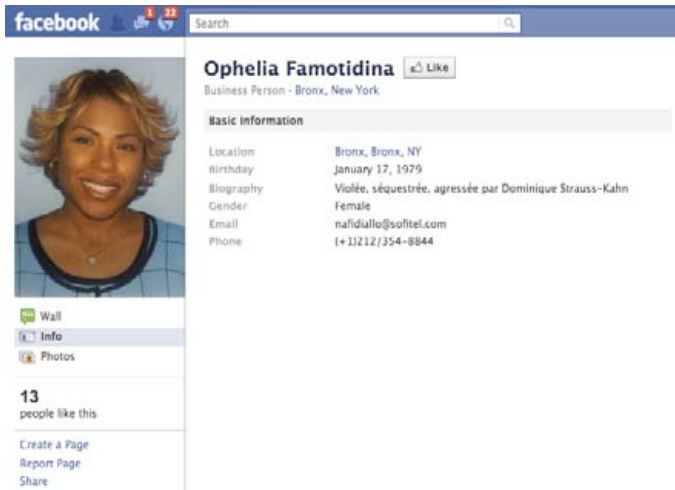 facebook 1 22 Search
Ophelia Famotidina Like
Business Person · Bronx, New York
Basic Information
Location Bronx, Bronx, NY
Birthday January 17, 1979
Biography Violée, séquestrée, agressée par Dominique Strauss-Kahn
Gender Female
Email nafidiallo@sofitel.com
Phone (+1)212/354-8844
Wall
Info
Photos
13
people like this
Create a Page
Report Page
Share